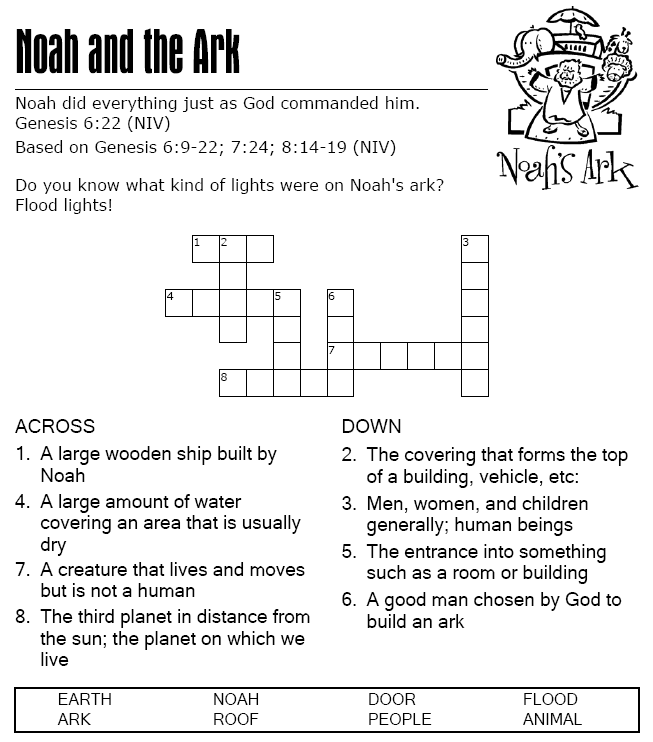 Noah and the Ark
Noah did everything just as God commanded him.
Genesis 6:22 (NIV)
Based on Genesis 6:9-22; 7:24; 8:14-19 (NIV)
Do you know what kind of lights were on Noah's ark?
Flood lights!
Noah's Ark
1 2 3
4 5 6
7
8
ACROSS
1. A large wooden ship built by
Noah
4. A large amount of water
covering an area that is usually
dry
7. A creature that lives and moves
but is not a human
8. The third planet in distance from
the sun; the planet on which we
live
DOWN
2. The covering that forms the top
of a building, vehicle, etc:
3. Men, women, and children
generally; human beings
5. The entrance into something
such as a room or building
6. A good man chosen by God to
build an ark
EARTH NOAH DOOR FLOOD
ARK ROOF PEOPLE ANIMAL